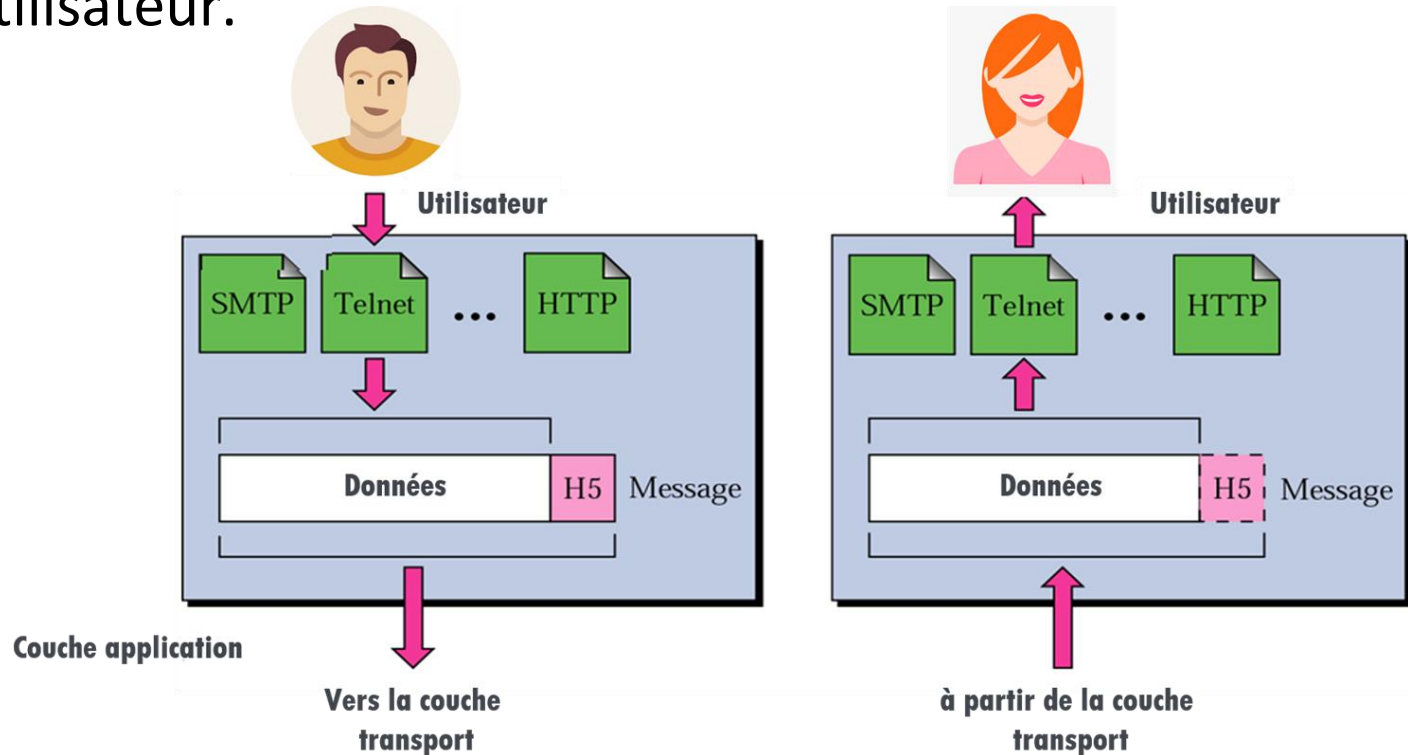 tilisateur.
Utilisateur
Utilisateur
SMTP Telnet ... HTTP
SMTP Telnet ... HTTP
Données H5 Message
Données H5 Message
Couche application
Vers la couche
transport
à partir de la couche
transport